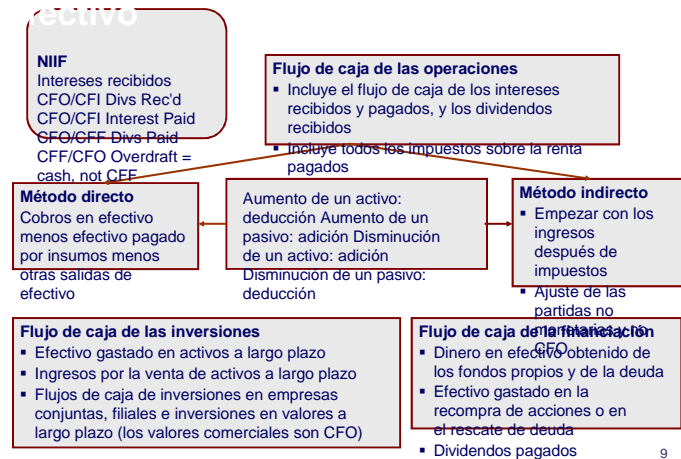 ectivo
NIIF
Intereses recibidos
CFO/CFI Divs Rec'd
CFO/CFI Interest Paid
CFO/CFF Divs Paid
CFF/CFO Overdraft =
cash, not CFF
Flujo de caja de las operaciones
▪ Incluye el flujo de caja de los intereses
recibidos y pagados, y los dividendos
recibidos
▪ Incluye todos los impuestos sobre la renta
pagados
Método directo
Cobros en efectivo
menos efectivo pagado
por insumos menos
otras salidas de
efectivo
Aumento de un activo:
deducción Aumento de un
pasivo: adición Disminución
de un activo: adición
Disminución de un pasivo:
deducción
Método indirecto
▪ Empezar con los
ingresos
después de
impuestos
▪ Ajuste de las
partidas no
monetarias y no
CFO
Flujo de caja de las inversiones
▪ Efectivo gastado en activos a largo plazo
▪ Ingresos por la venta de activos a largo plazo
▪ Flujos de caja de inversiones en empresas
conjuntas, filiales e inversiones en valores a
largo plazo (los valores comerciales son CFO)
Flujo de caja de la financiación
▪ Dinero en efectivo obtenido de
los fondos propios y de la deuda
▪ Efectivo gastado en la
recompra de acciones o en
el rescate de deuda
▪ Dividendos pagados
9